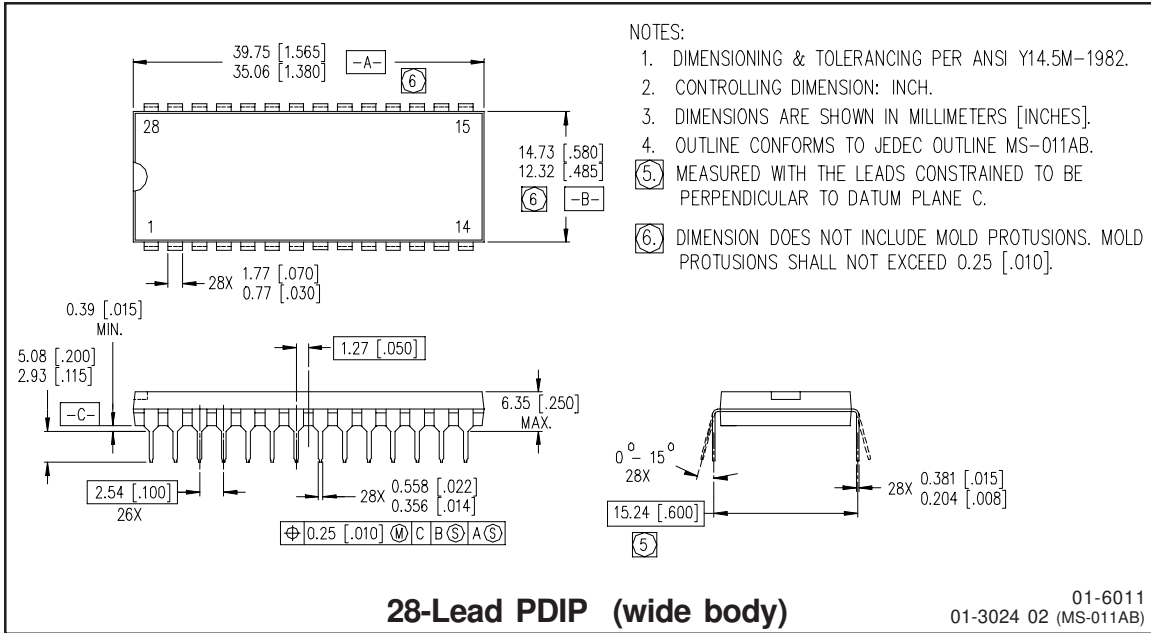 39.75 [1.565]
35.06 [1.380]
-A-
6
28
15
1
14
14.73 [.580]
12.32 [.485]
6
-B-
28X 1.77 [.070]
0.77 [.030]
NOTES:
1. DIMENSIONING & TOLERANCING PER ANSI Y14.5M-1982.
2. CONTROLLING DIMENSION: INCH.
3. DIMENSIONS ARE SHOWN IN MILLIMETERS [INCHES].
4. OUTLINE CONFORMS TO JEDEC OUTLINE MS-011AB.
5. MEASURED WITH THE LEADS CONSTRAINED TO BE
PERPENDICULAR TO DATUM PLANE C.
6. DIMENSION DOES NOT INCLUDE MOLD PROTUSIONS. MOLD
PROTUSIONS SHALL NOT EXCEED 0.25 [.010].
0.39 [.015]
MIN.
5.08 [.200]
2.93 [.115]
-C-
1.27 [.050]
6.35 [.250]
MAX.
2.54 [.100]
26X
28X 0.558 [.022]
0.356 [.014]
⌖ 0.25 [.010] Ⓜ C B Ⓢ A Ⓢ
0° - 15°
28X
28X 0.381 [.015]
0.204 [.008]
15.24 [.600]
5
28-Lead PDIP (wide body)
01-6011
01-3024 02 (MS-011AB)